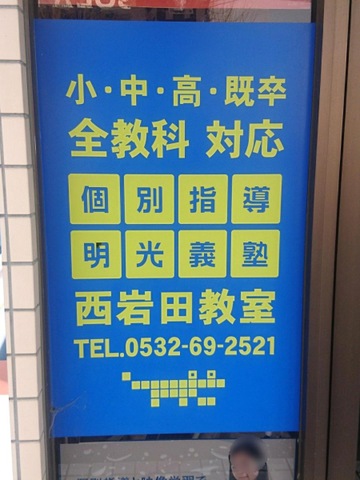 小・中・高・既卒
全教科 対応
個別指導
明光義塾
西岩田教室
TEL.0532-69-2521